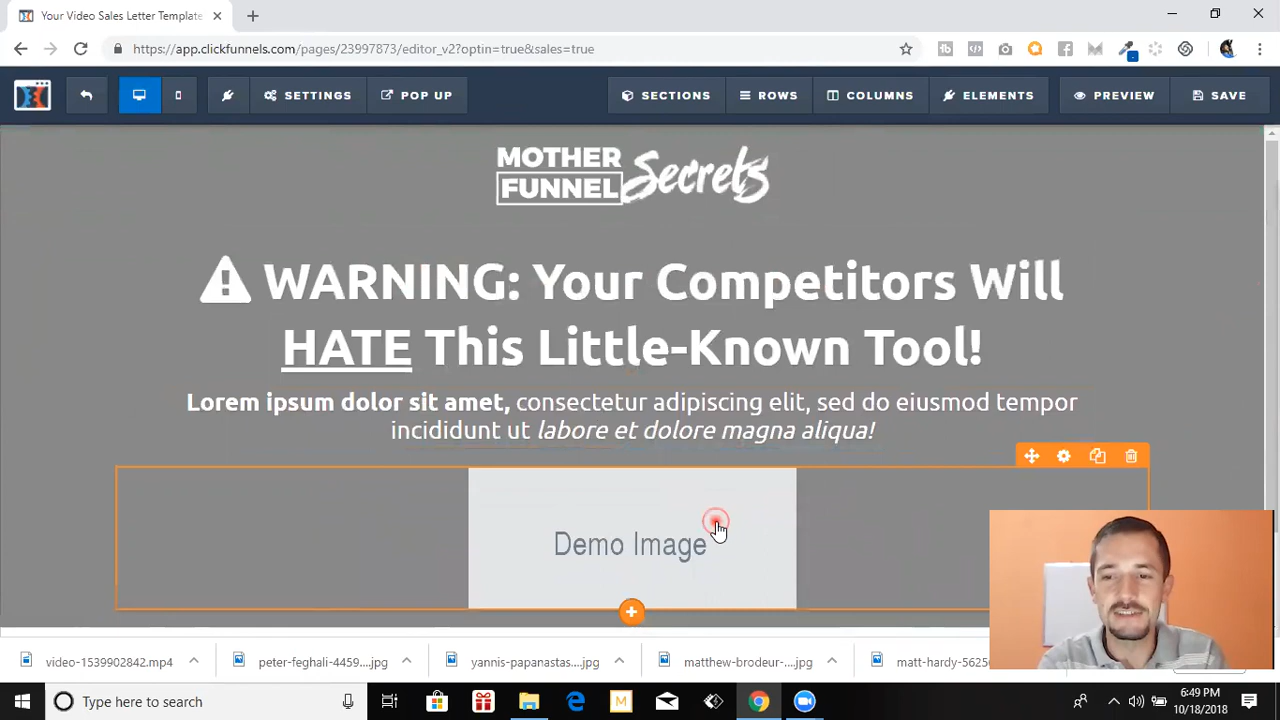 Your Video Sales Letter Template
https://app.clickfunnels.com/pages/23997873/editor_v2?optin=true&sales=true
SETTINGS
POP UP
SECTIONS
ROWS
COLUMNS
ELEMENTS
PREVIEW
SAVE
MOTHER
FUNNEL
Secrets
WARNING: Your Competitors Will
HATE This Little-Known Tool!
Lorem ipsum dolor sit amet, consectetur adipiscing elit, sed do eiusmod tempor
incididunt ut labore et dolore magna aliqua!
Demo Image
video-1539902842.mp4
peter-feghali-4459....jpg
yannis-papanastas....jpg
matthew-brodeur-....jpg
matt-hardy-5625
Type here to search
6:49 PM
10/18/2018